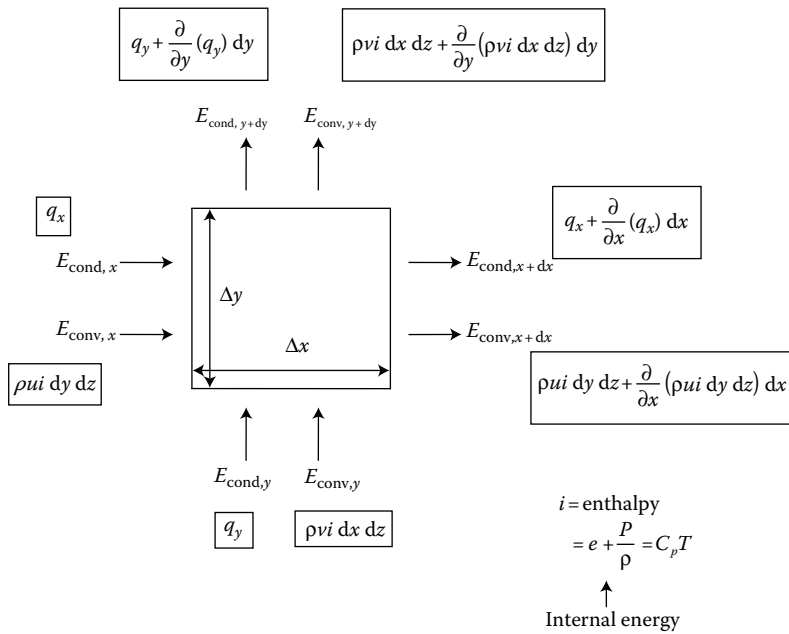 q_y + ∂/∂y (q_y) dy
ρvi dx dz + ∂/∂y (ρvi dx dz) dy
E_cond, y+dy
E_conv, y+dy
q_x
q_x + ∂/∂x (q_x) dx
E_cond, x
E_cond,x+dx
Δy
E_conv, x
E_conv,x+dx
Δx
ρui dy dz
ρui dy dz + ∂/∂x (ρui dy dz) dx
E_cond,y
E_conv,y
q_y
ρvi dx dz
i = enthalpy
= e + P/ρ = C_pT
Internal energy